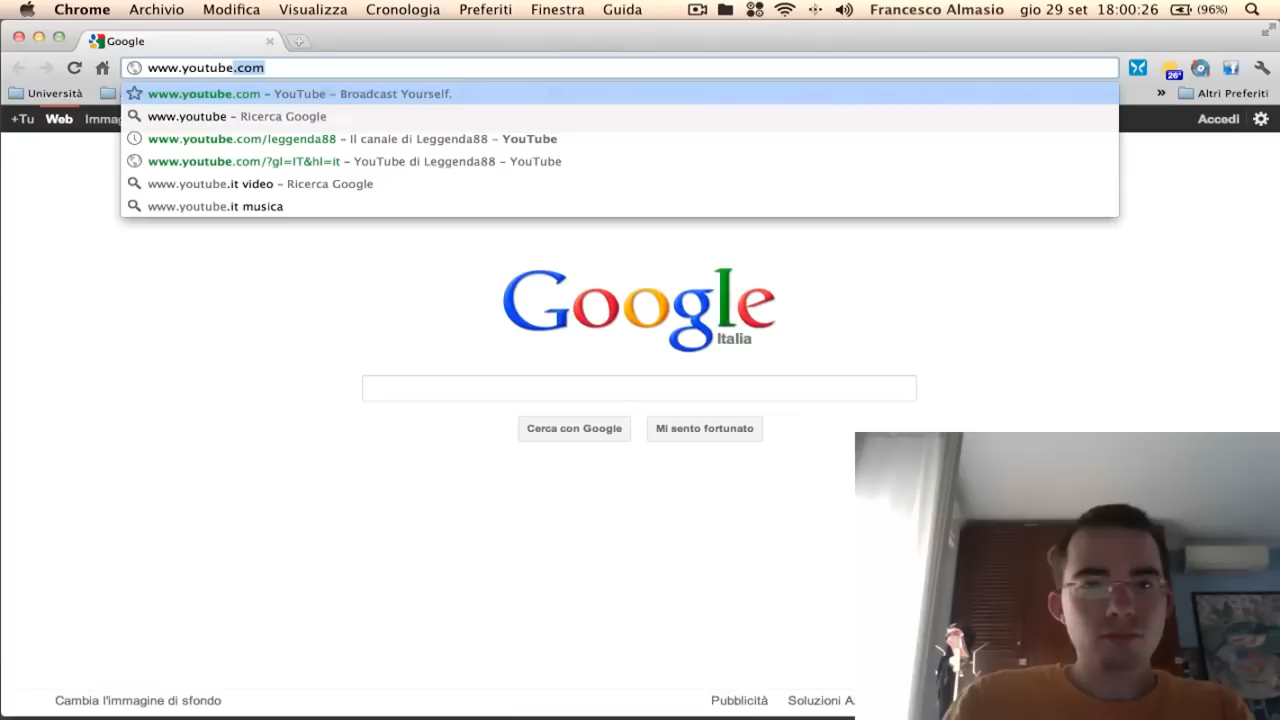 Chrome Archivio Modifica Visualizza Cronologia Preferiti Finestra Guida Francesco Almasio gio 29 set 18:00:26 (96%)
Google
www.youtube.com
www.youtube.com – YouTube – Broadcast Yourself.
www.youtube – Ricerca Google
www.youtube.com/leggenda88 – Il canale di Leggenda88 – YouTube
www.youtube.com/?gl=IT&hl=it – YouTube di Leggenda88 – YouTube
www.youtube.it video – Ricerca Google
www.youtube.it musica
26°
Università » Altri Preferiti
+Tu Web Immag Accedi
Google
Italia
Cerca con Google Mi sento fortunato
Cambia l'immagine di sfondo Pubblicità Soluzioni A